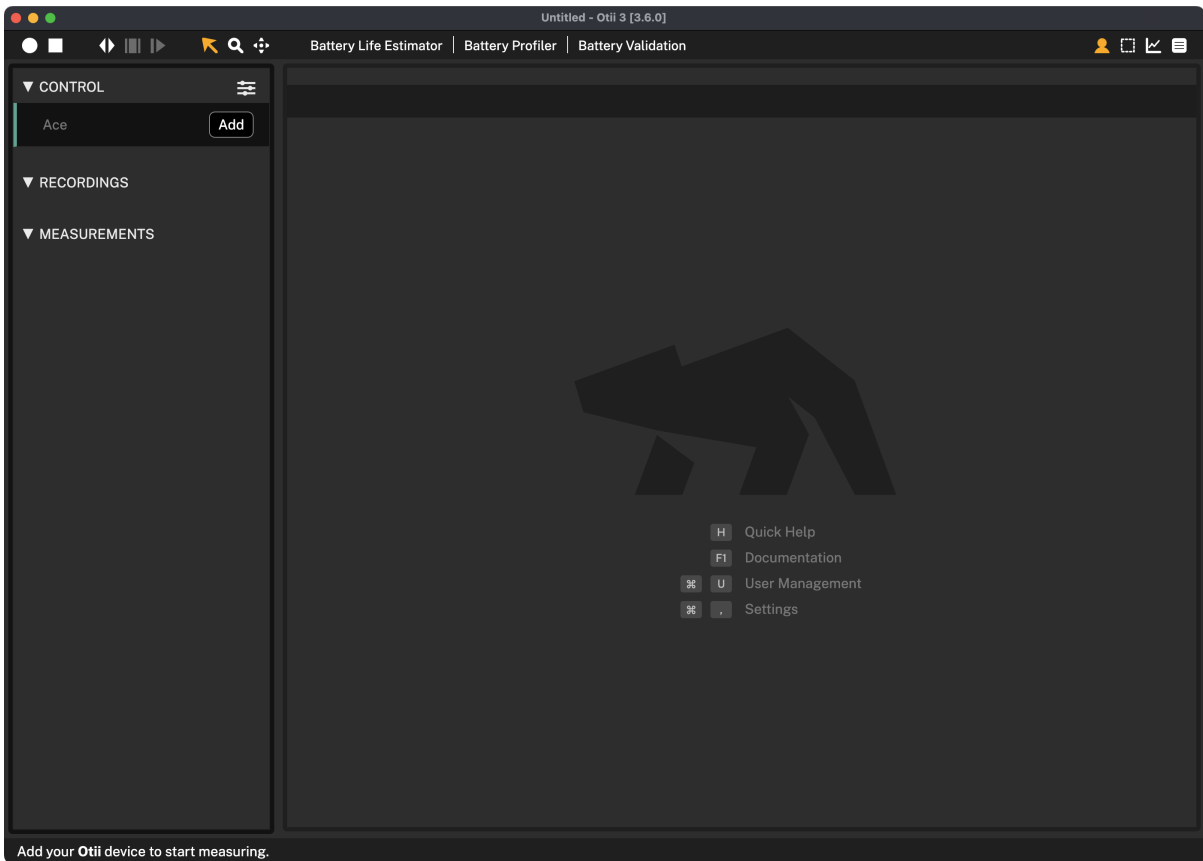 Untitled - Otii 3 [3.6.0]
Battery Life Estimator Battery Profiler Battery Validation
CONTROL
Ace Add
RECORDINGS
MEASUREMENTS
H Quick Help
F1 Documentation
⌘ U User Management
⌘ , Settings
Add your Otii device to start measuring.